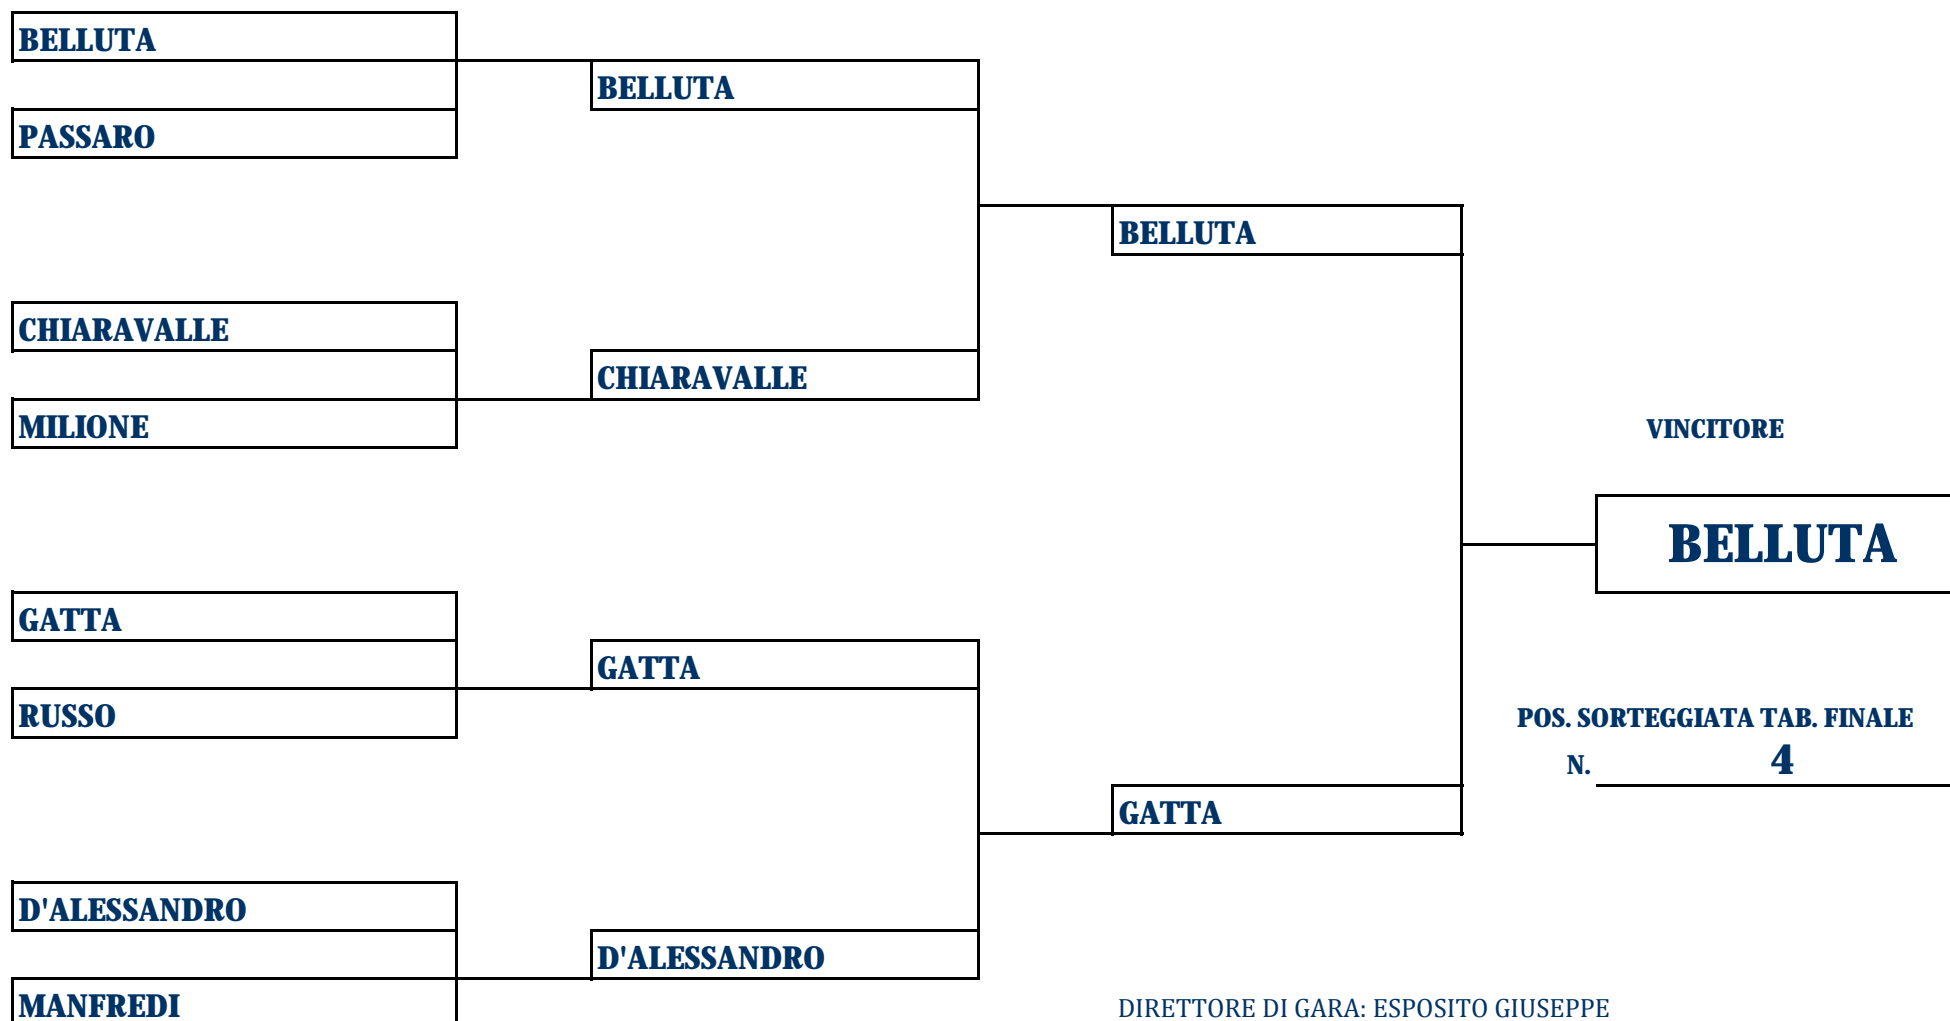 BELLUTA
BELLUTA
PASSARO
BELLUTA
CHIARAVALLE
CHIARAVALLE
MILIONE
VINCITORE
BELLUTA
GATTA
GATTA
RUSSO
POS. SORTEGGIATA TAB. FINALE
N. 4
GATTA
D'ALESSANDRO
D'ALESSANDRO
MANFREDI
DIRETTORE DI GARA: ESPOSITO GIUSEPPE